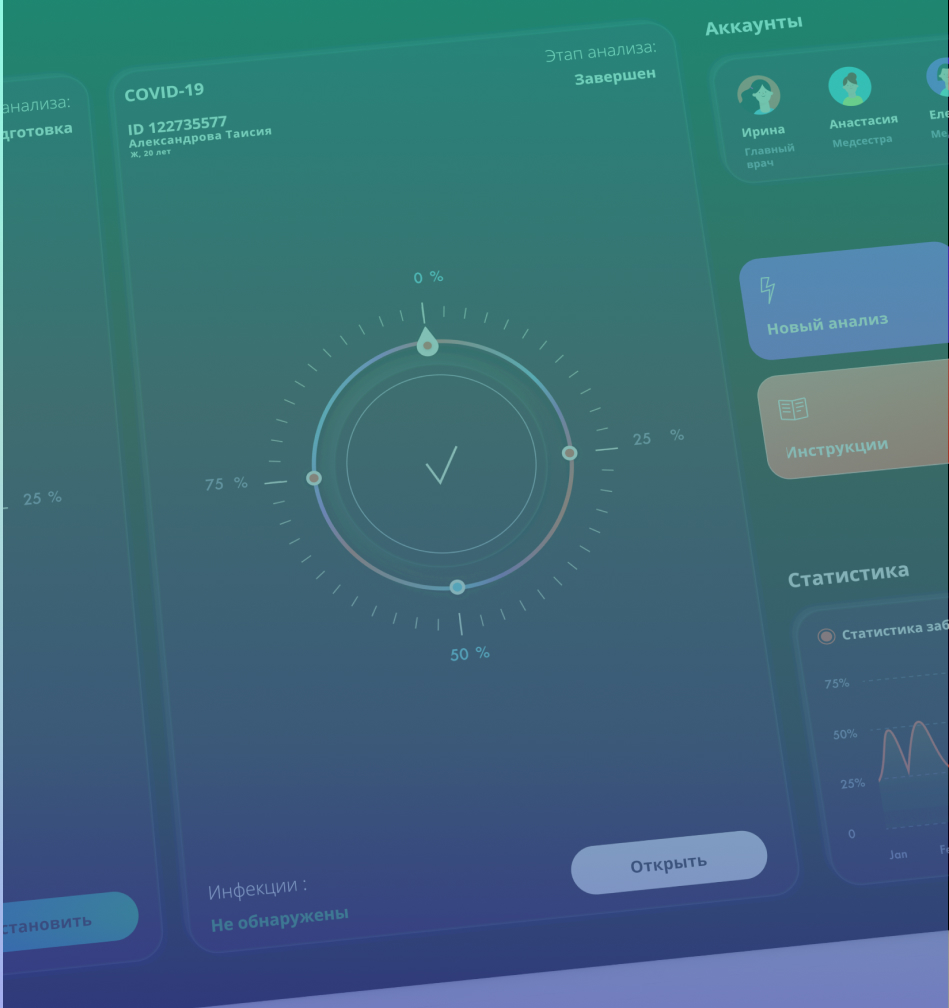 анализа:
дготовка
25 %
становить
COVID-19
Этап анализа:
Завершен
ID 122735577
Александрова Таисия
Ж, 20 лет
0 %
25 %
75 %
50 %
Инфекции :
Не обнаружены
Открыть
Аккаунты
Ирина
Главный
врач
Анастасия
Медсестра
Еле
Ме
Новый анализ
Инструкции
Статистика
Статистика заб
75%
50%
25%
0
Jan
Fe